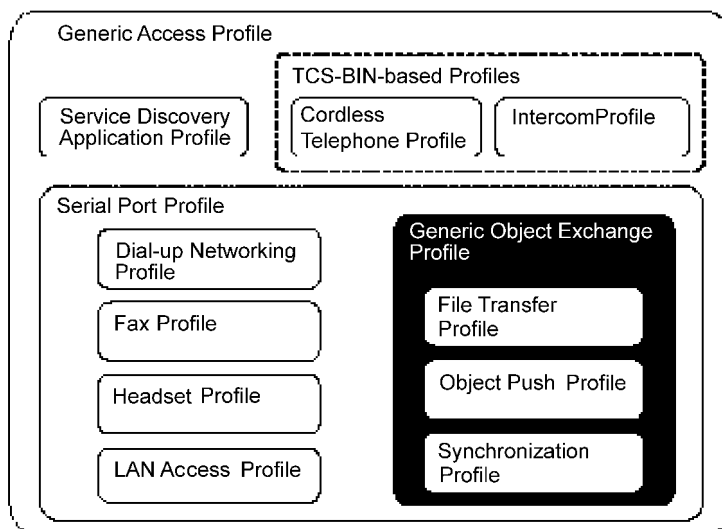 Generic Access Profile
TCS-BIN-based Profiles
Service Discovery
Application Profile
Cordless
Telephone Profile
IntercomProfile
Serial Port Profile
Dial-up Networking
Profile
Fax Profile
Headset Profile
LAN Access Profile
Generic Object Exchange
Profile
File Transfer
Profile
Object Push Profile
Synchronization
Profile